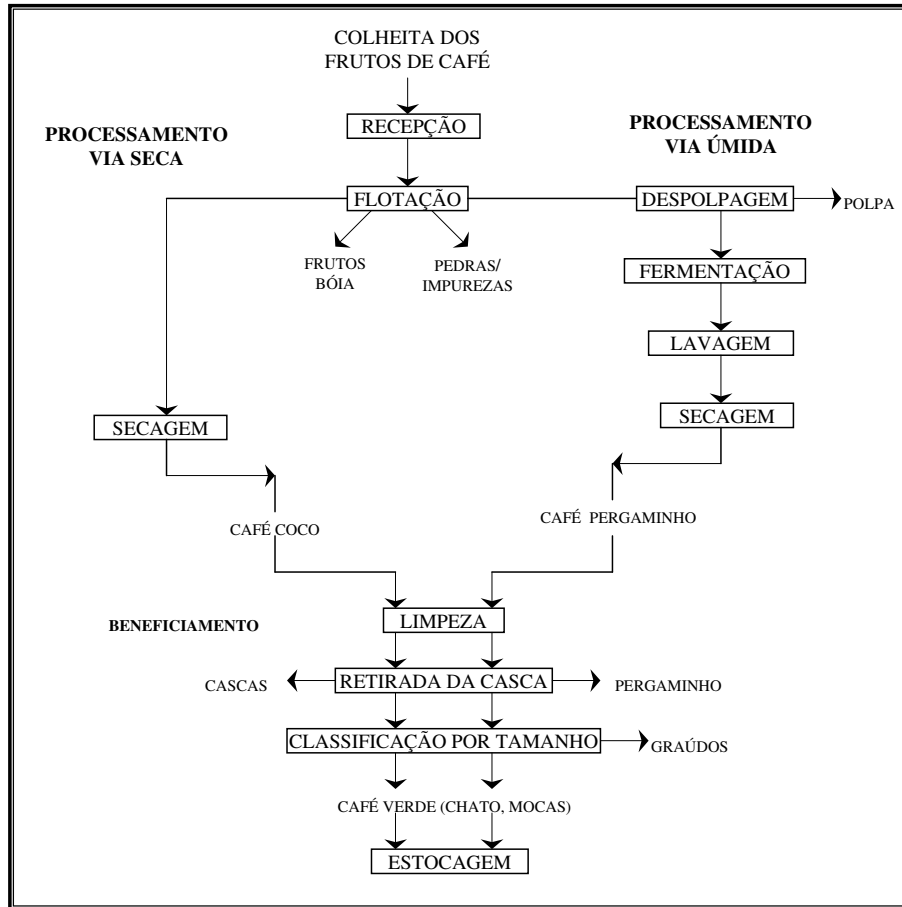 COLHEITA DOS
FRUTOS DE CAFÉ
PROCESSAMENTO
VIA SECA
RECEPÇÃO
PROCESSAMENTO
VIA ÚMIDA
FLOTAÇÃO
DESPOLPAGEM
POLPA
FRUTOS
BÓIA
PEDRAS/
IMPUREZAS
FERMENTAÇÃO
LAVAGEM
SECAGEM
SECAGEM
CAFÉ COCO
CAFÉ PERGAMINHO
BENEFICIAMENTO
LIMPEZA
CASCAS
RETIRADA DA CASCA
PERGAMINHO
CLASSIFICAÇÃO POR TAMANHO
GRAÚDOS
CAFÉ VERDE (CHATO, MOCAS)
ESTOCAGEM